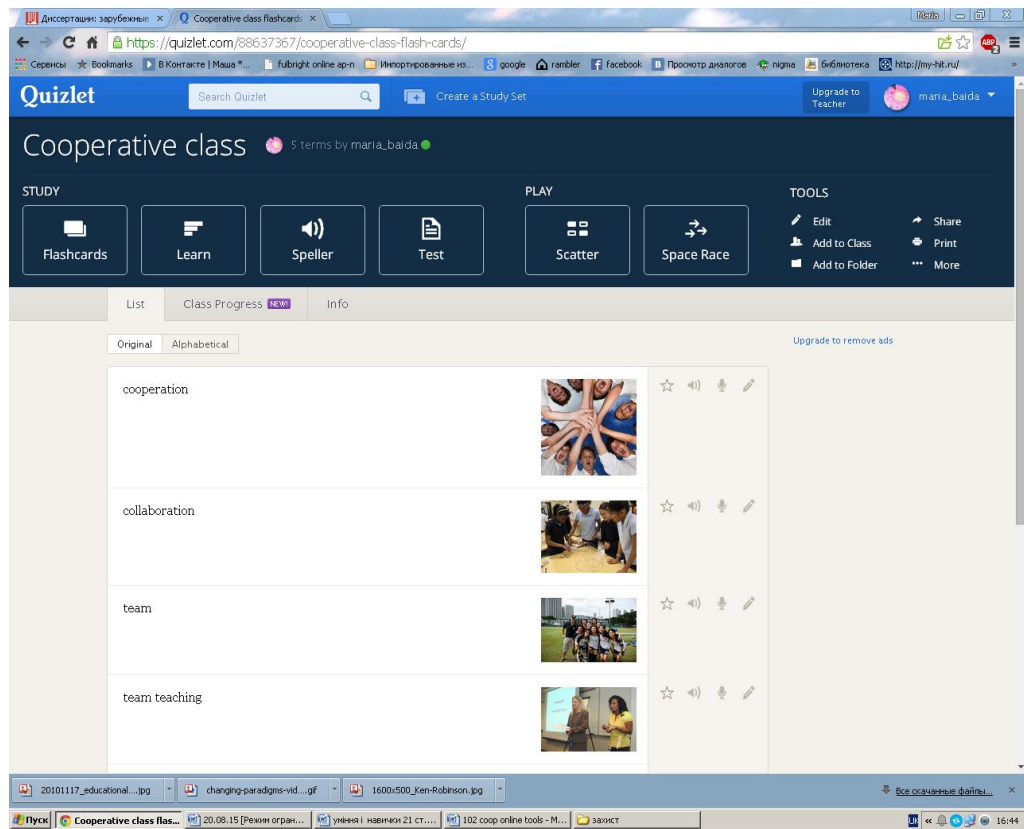 Диссертации: зарубежные
Cooperative class flashcards
Maria
https://quizlet.com/88637367/cooperative-class-flash-cards/
ABP
Сервисы Bookmarks В Контакте | Маша *... fulbright online ap-n Импортированные из... google rambler facebook Просмотр диалогов nigma библиотека http://my-hit.ru/ »
Quizlet Search Quizlet Create a Study Set Upgrade to Teacher maria_baida
Cooperative class 5 terms by maria_baida
STUDY PLAY TOOLS
Flashcards Learn Speller Test Scatter Space Race
Edit Share
Add to Class Print
Add to Folder More
List Class Progress NEW! Info
Original Alphabetical
Upgrade to remove ads
cooperation
collaboration
team
team teaching
20101117_educational....jpg changing-paradigms-vid....gif 1600x500_Ken-Robinson.jpg Все скачанные файлы...
Пуск Cooperative class flas... 20.08.15 [Режим огран... уміння і навички 21 ст.... 102 coop online tools - M... захист UK « 16:44